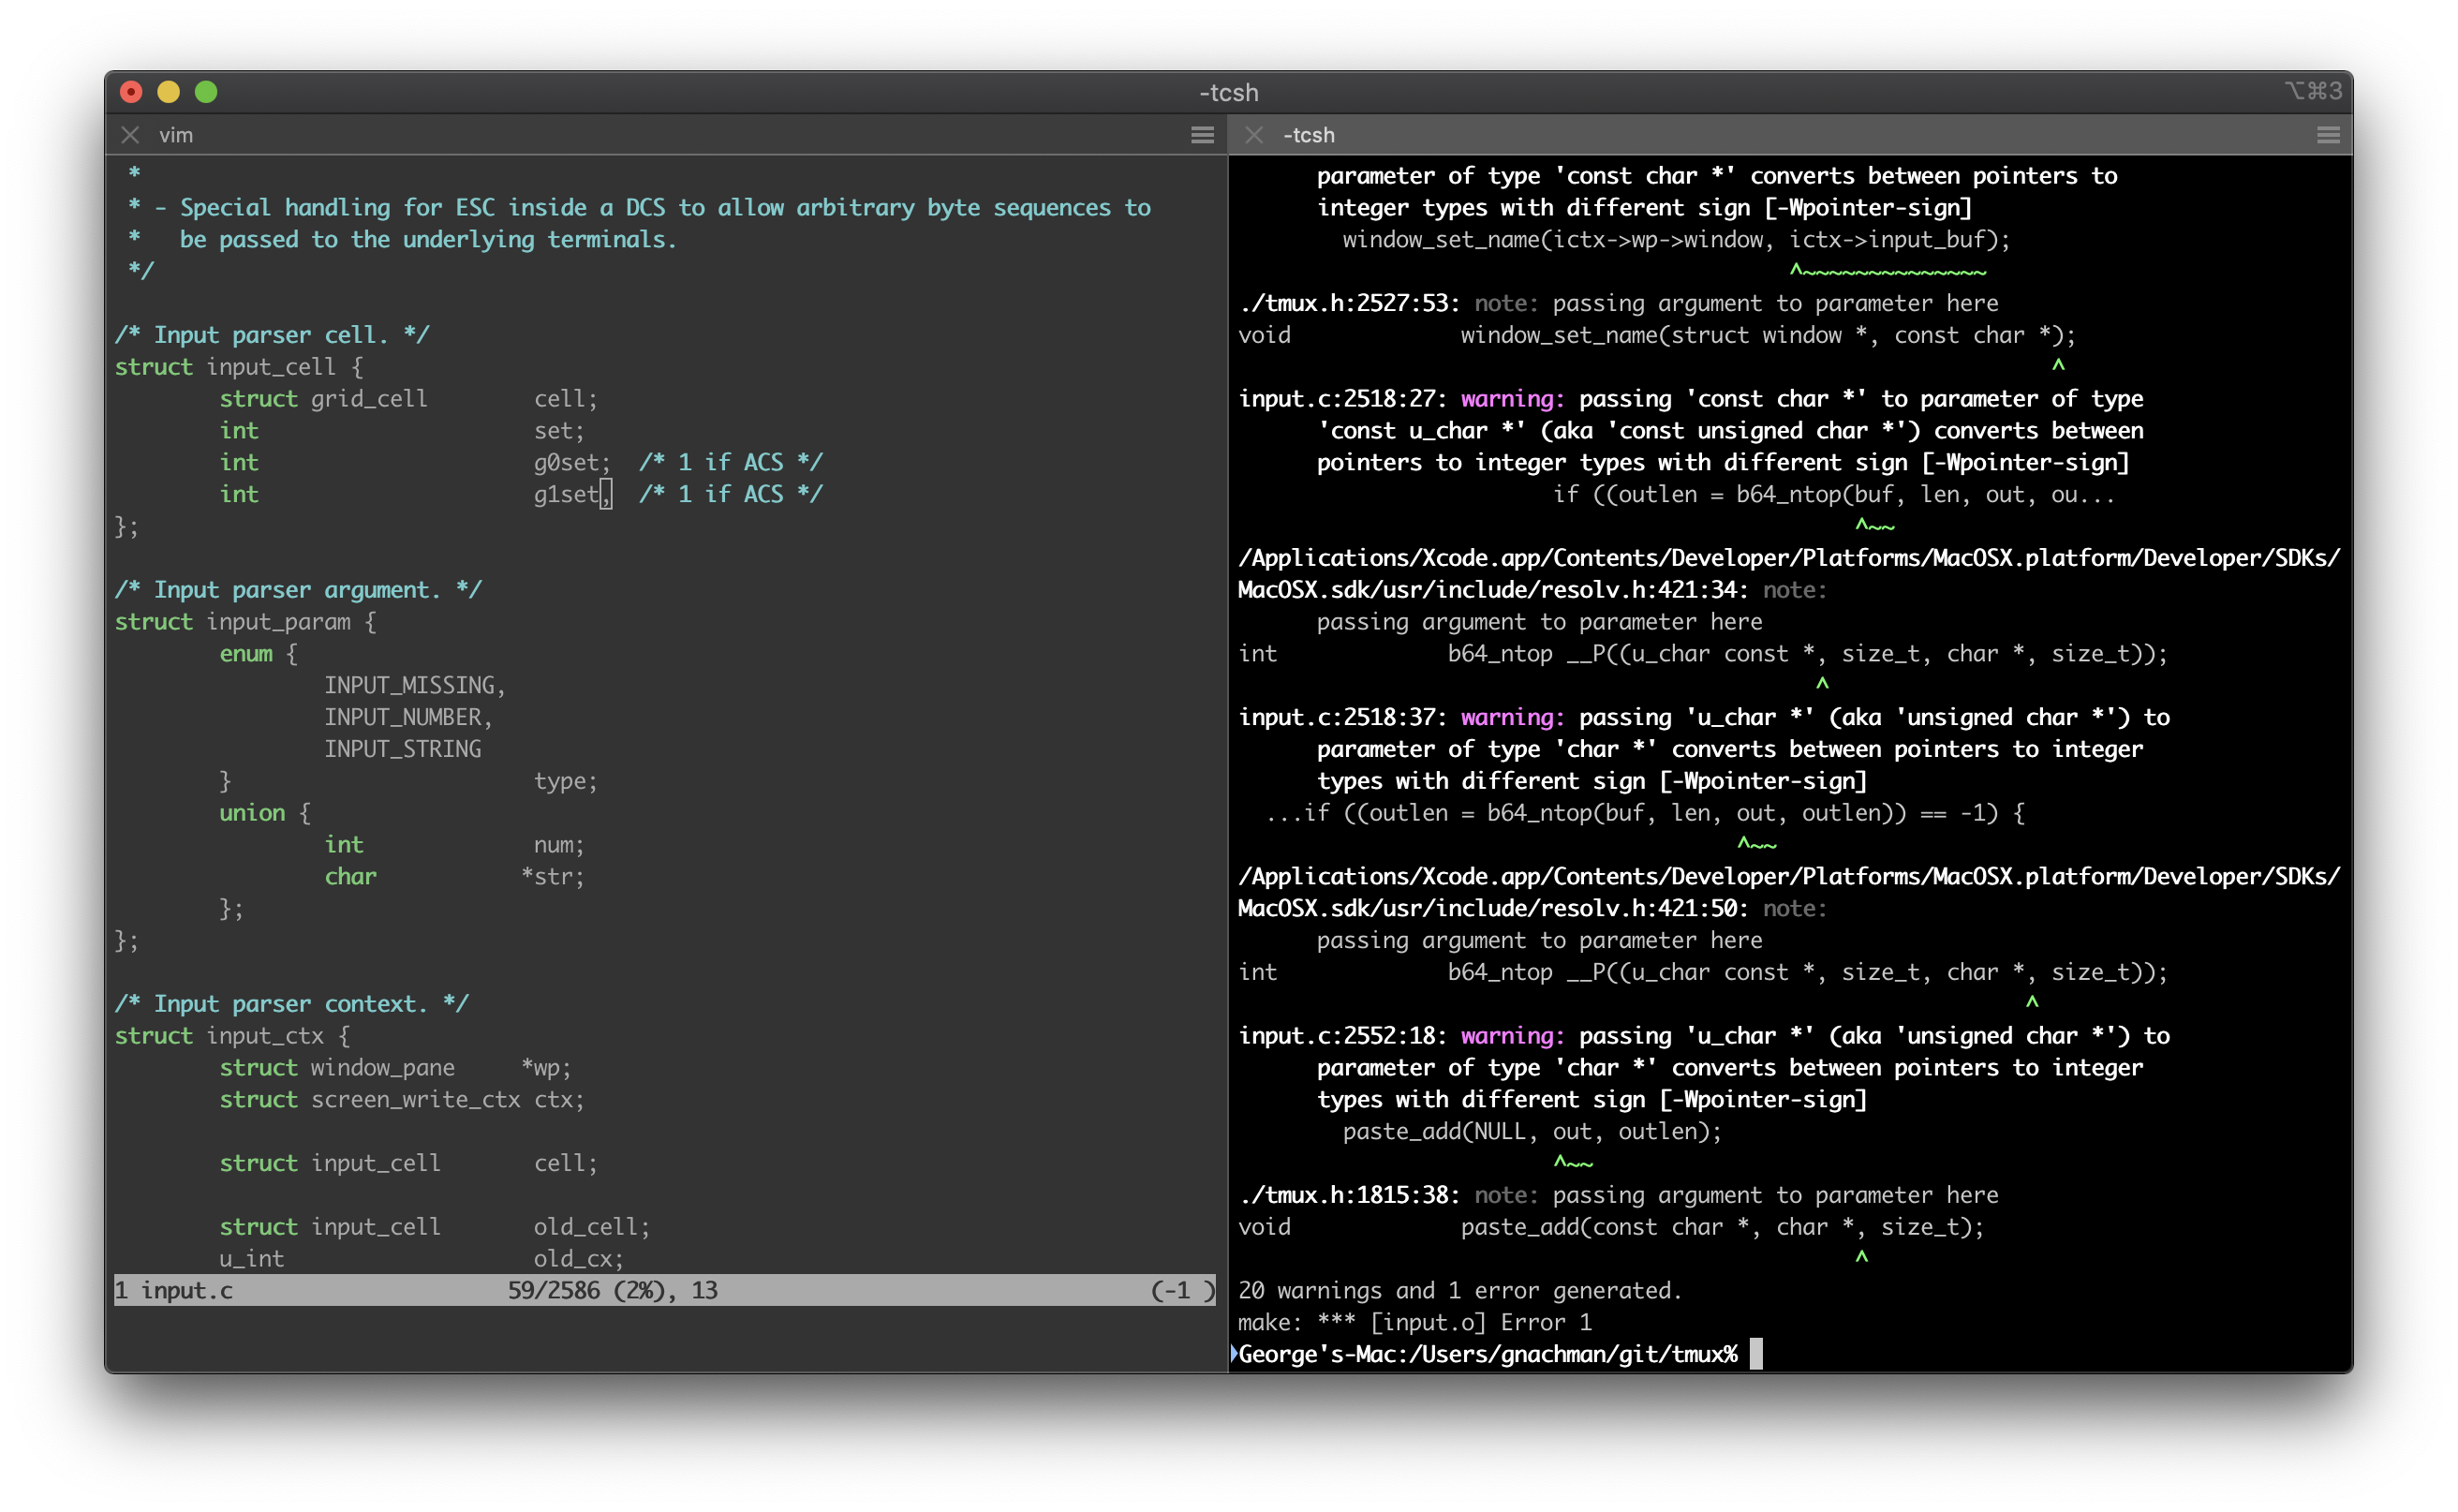 -tcsh
⌥⌘3
vim
 *
 * - Special handling for ESC inside a DCS to allow arbitrary byte sequences to
 *   be passed to the underlying terminals.
 */
/* Input parser cell. */
struct input_cell {
        struct grid_cell        cell;
        int                     set;
        int                     g0set;  /* 1 if ACS */
        int                     g1set,  /* 1 if ACS */
};
/* Input parser argument. */
struct input_param {
        enum {
                INPUT_MISSING,
                INPUT_NUMBER,
                INPUT_STRING
        }                       type;
        union {
                int             num;
                char           *str;
        };
};
/* Input parser context. */
struct input_ctx {
        struct window_pane     *wp;
        struct screen_write_ctx ctx;
        struct input_cell       cell;
        struct input_cell       old_cell;
        u_int                   old_cx;
1 input.c                     59/2586 (2%), 13                                 (-1 )
-tcsh
      parameter of type 'const char *' converts between pointers to
      integer types with different sign [-Wpointer-sign]
        window_set_name(ictx->wp->window, ictx->input_buf);
                                          ^~~~~~~~~~~~~~~
./tmux.h:2527:53: note: passing argument to parameter here
void             window_set_name(struct window *, const char *);
                                                              ^
input.c:2518:27: warning: passing 'const char *' to parameter of type
      'const u_char *' (aka 'const unsigned char *') converts between
      pointers to integer types with different sign [-Wpointer-sign]
                        if ((outlen = b64_ntop(buf, len, out, ou...
                                               ^~~
/Applications/Xcode.app/Contents/Developer/Platforms/MacOSX.platform/Developer/SDKs/
MacOSX.sdk/usr/include/resolv.h:421:34: note:
      passing argument to parameter here
int             b64_ntop __P((u_char const *, size_t, char *, size_t));
                                            ^
input.c:2518:37: warning: passing 'u_char *' (aka 'unsigned char *') to
      parameter of type 'char *' converts between pointers to integer
      types with different sign [-Wpointer-sign]
  ...if ((outlen = b64_ntop(buf, len, out, outlen)) == -1) {
                                      ^~~
/Applications/Xcode.app/Contents/Developer/Platforms/MacOSX.platform/Developer/SDKs/
MacOSX.sdk/usr/include/resolv.h:421:50: note:
      passing argument to parameter here
int             b64_ntop __P((u_char const *, size_t, char *, size_t));
                                                            ^
input.c:2552:18: warning: passing 'u_char *' (aka 'unsigned char *') to
      parameter of type 'char *' converts between pointers to integer
      types with different sign [-Wpointer-sign]
        paste_add(NULL, out, outlen);
                        ^~~
./tmux.h:1815:38: note: passing argument to parameter here
void             paste_add(const char *, char *, size_t);
                                               ^
20 warnings and 1 error generated.
make: *** [input.o] Error 1
George's-Mac:/Users/gnachman/git/tmux%